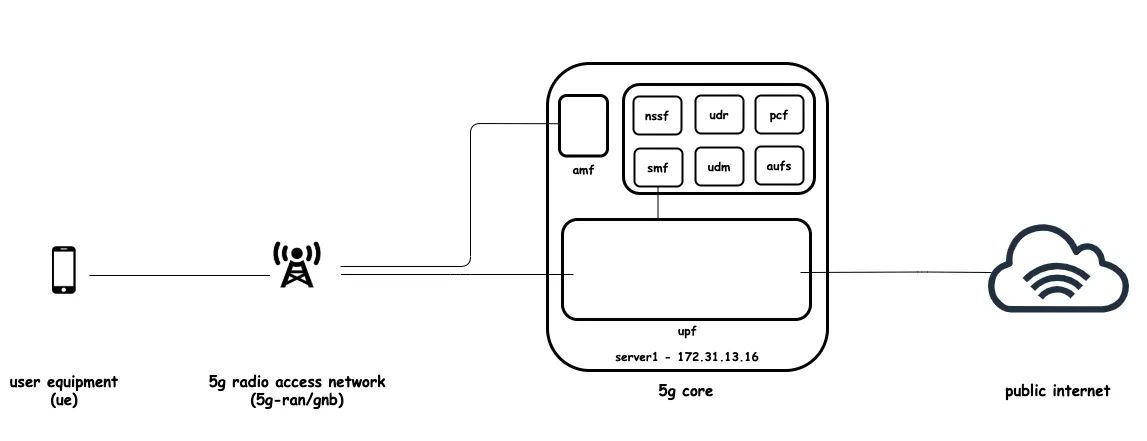 nssf
udr
pcf
smf
udm
aufs
amf
upf
server1 - 172.31.13.16
user equipment
(ue)
5g radio access network
(5g-ran/gnb)
5g core
public internet